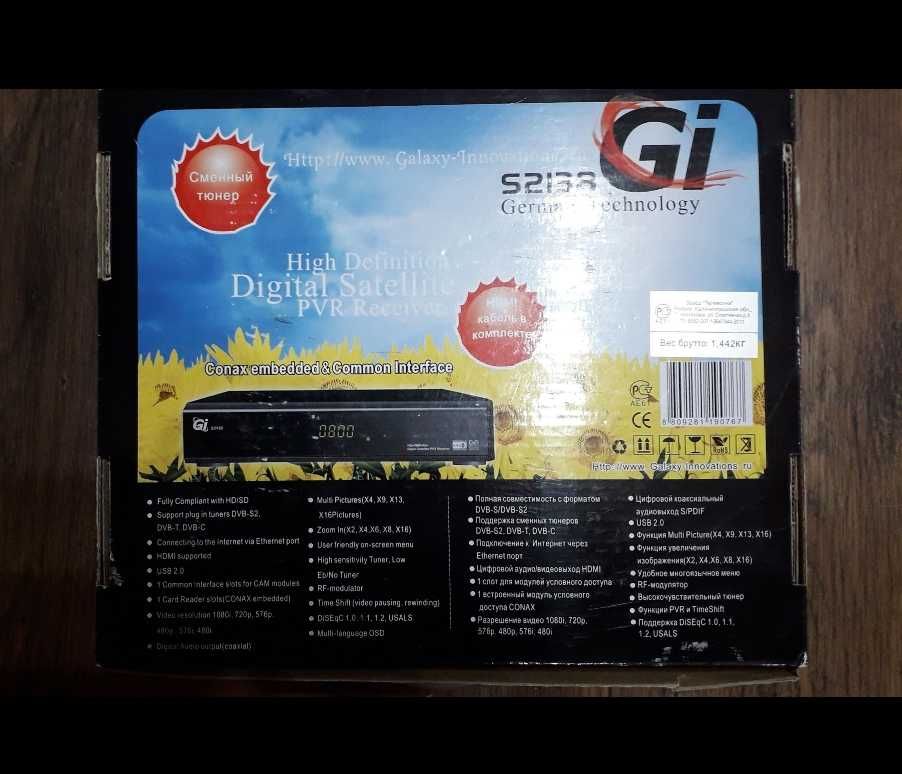 Сменный
тюнер
Http://www. Galaxy-Innovations.ru
Gi
S2138
German Technology
High Definition
Digital Satellite
PVR Receiver
HDMI
кабель в
комплекте
Вес брутто: 1,442КГ
Conax embedded & Common Interface
Gi
0800
8 809281 190767
CE
RoHS
Http://www. Galaxy-Innovations ru
Fully Compliant with HD/SD
Support plug in tuners DVB-S2,
DVB-T, DVB-C
Connecting to the internet via Ethernet port
HDMI supported
USB 2.0
1 Common Interface slots for CAM modules
1 Card Reader slots(CONAX embedded)
Video resolution 1080i, 720p, 576p,
480p, 576i, 480i
Digital Audio output(coaxial)
Multi Pictures(X4, X9, X13,
X16Pictures)
Zoom In(X2, X4,X6, X8, X16)
User friendly on-screen menu
High sensitivity Tuner, Low
Eb/No Tuner
RF-modulator
Time Shift (video pausing, rewinding)
DiSEqC 1.0, 1.1, 1.2, USALS
Multi-language OSD
Полная совместимость с форматом
DVB-S/DVB-S2
Поддержка сменных тюнеров
DVB-S2, DVB-T, DVB-C
Подключение к Интернет через
Ethernet порт
Цифровой аудио/видеовыход HDMI
1 слот для модулей условного доступа
1 встроенный модуль условного
доступа CONAX
Разрешение видео 1080i, 720p,
576p, 480p, 576i, 480i
Цифровой коаксиальный
аудиовыход S/PDIF
USB 2.0
Функция Multi Picture(X4, X9, X13, X16)
Функция увеличения
изображения(X2, X4,X6, X8, X16)
Удобное многоязычное меню
RF-модулятор
Высокочувствительный тюнер
Функции PVR и TimeShift
Поддержка DiSEqC 1.0, 1.1,
1.2, USALS